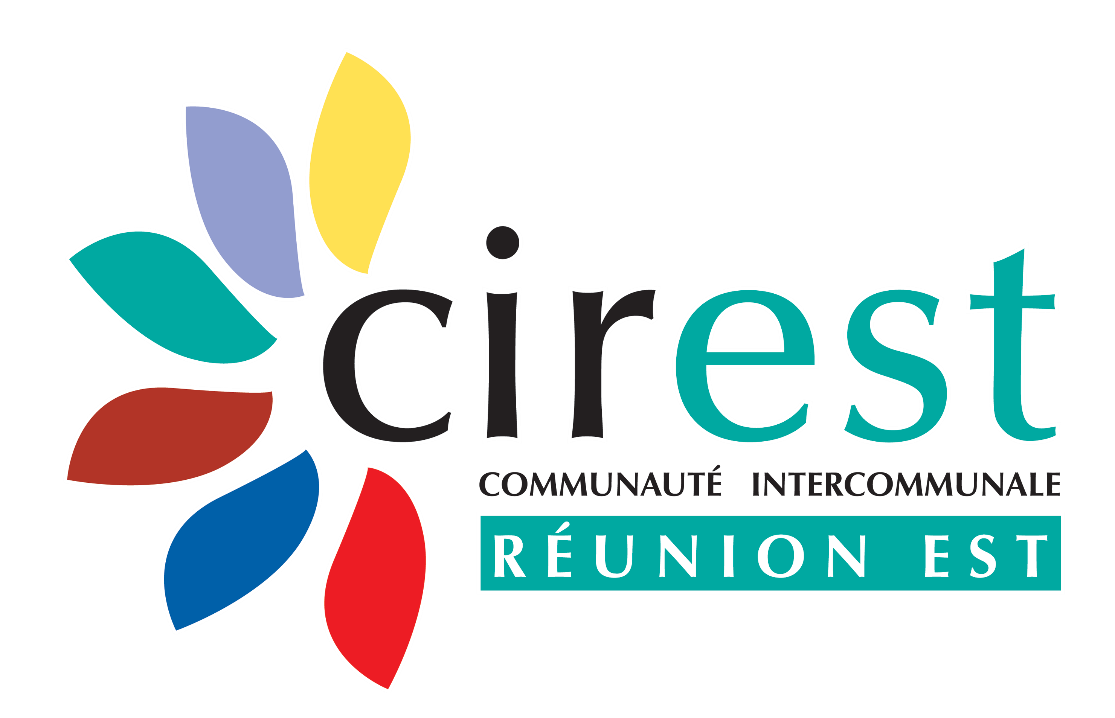 cirest
COMMUNAUTÉ INTERCOMMUNALE
RÉUNION EST